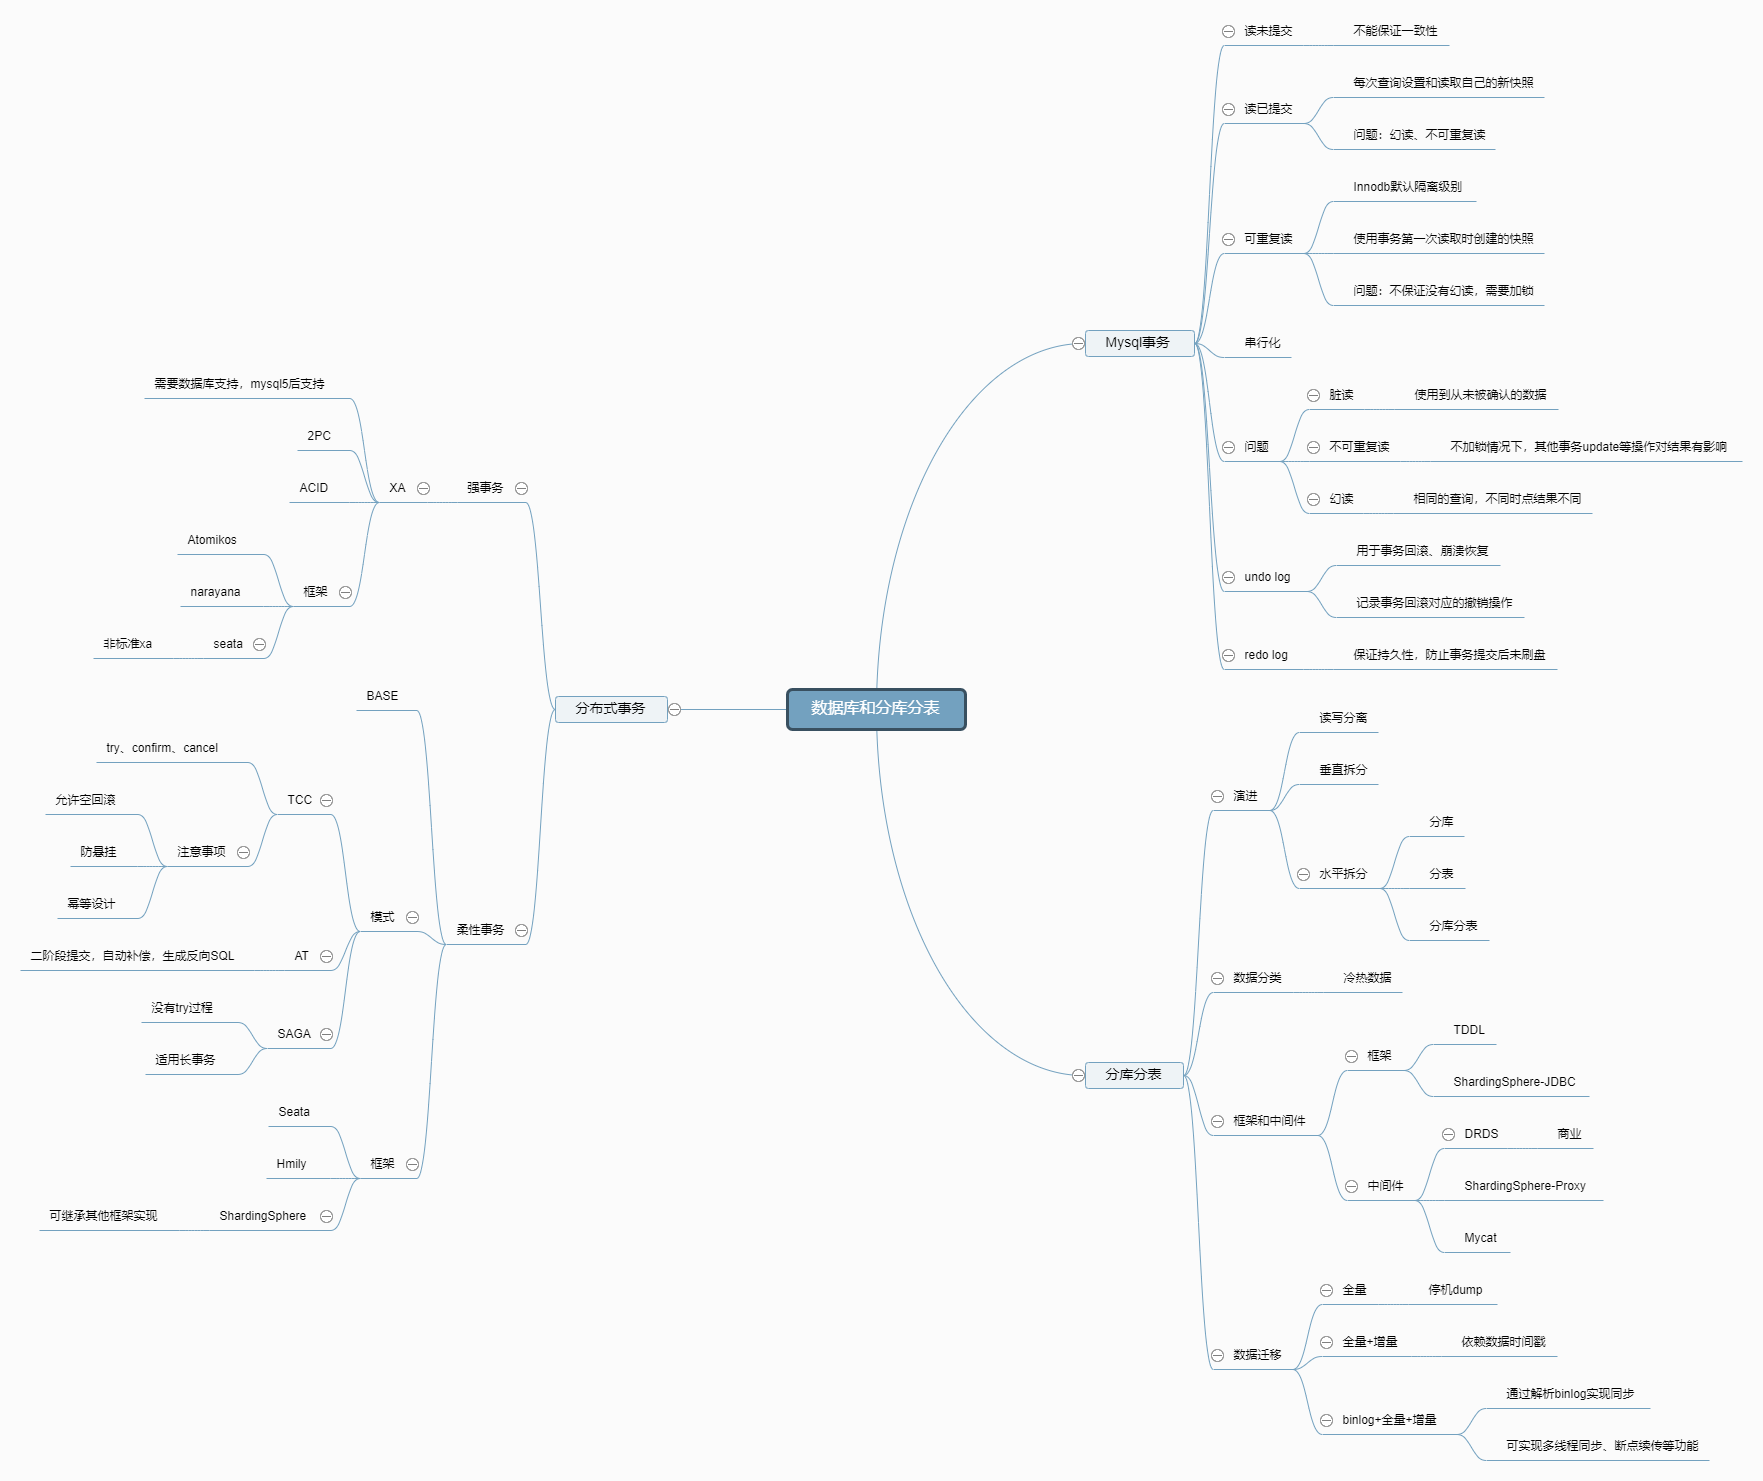 数据库和分库分表
Mysql事务
读未提交
不能保证一致性
读已提交
每次查询设置和读取自己的新快照
问题：幻读、不可重复读
可重复读
Innodb默认隔离级别
使用事务第一次读取时创建的快照
问题：不保证没有幻读，需要加锁
串行化
问题
脏读
使用到从未被确认的数据
不可重复读
不加锁情况下，其他事务update等操作对结果有影响
幻读
相同的查询，不同时点结果不同
undo log
用于事务回滚、崩溃恢复
记录事务回滚对应的撤销操作
redo log
保证持久性，防止事务提交后未刷盘
分库分表
演进
读写分离
垂直拆分
水平拆分
分库
分表
分库分表
数据分类
冷热数据
框架和中间件
框架
TDDL
ShardingSphere-JDBC
中间件
DRDS
商业
ShardingSphere-Proxy
Mycat
数据迁移
全量
停机dump
全量+增量
依赖数据时间戳
binlog+全量+增量
通过解析binlog实现同步
可实现多线程同步、断点续传等功能
分布式事务
强事务
XA
需要数据库支持，mysql5后支持
2PC
ACID
框架
Atomikos
narayana
seata
非标准xa
柔性事务
BASE
模式
TCC
try、confirm、cancel
注意事项
允许空回滚
防悬挂
幂等设计
AT
二阶段提交，自动补偿，生成反向SQL
SAGA
没有try过程
适用长事务
框架
Seata
Hmily
ShardingSphere
可继承其他框架实现